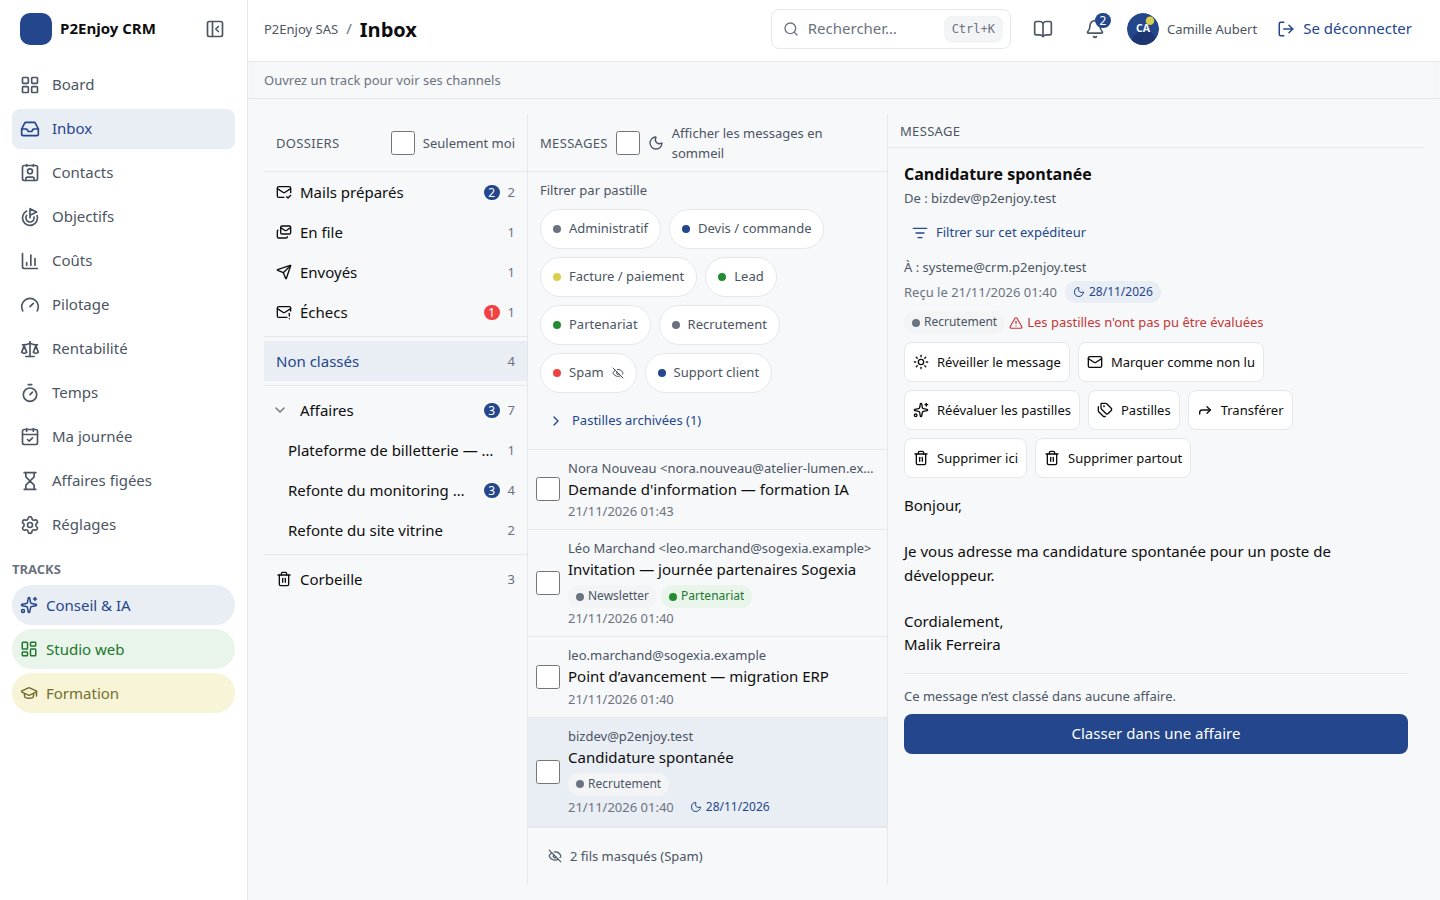 P2Enjoy CRM
Board
Inbox
Contacts
Objectifs
Coûts
Pilotage
Rentabilité
Temps
Ma journée
Affaires figées
Réglages
TRACKS
Conseil & IA
Studio web
Formation
P2Enjoy SAS / Inbox
Rechercher...
Ctrl+K
2
CA
Camille Aubert
Se déconnecter
Ouvrez un track pour voir ses channels
DOSSIERS
Seulement moi
Mails préparés 2 2
En file 1
Envoyés 1
Échecs 1 1
Non classés 4
Affaires 3 7
Plateforme de billetterie — ... 1
Refonte du monitoring ... 3 4
Refonte du site vitrine 2
Corbeille 3
MESSAGES
Afficher les messages en
sommeil
Filtrer par pastille
Administratif
Devis / commande
Facture / paiement
Lead
Partenariat
Recrutement
Spam
Support client
Pastilles archivées (1)
Nora Nouveau <nora.nouveau@atelier-lumen.ex...
Demande d'information — formation IA
21/11/2026 01:43
Léo Marchand <leo.marchand@sogexia.example>
Invitation — journée partenaires Sogexia
Newsletter
Partenariat
21/11/2026 01:40
leo.marchand@sogexia.example
Point d’avancement — migration ERP
21/11/2026 01:40
bizdev@p2enjoy.test
Candidature spontanée
Recrutement
21/11/2026 01:40 28/11/2026
2 fils masqués (Spam)
MESSAGE
Candidature spontanée
De : bizdev@p2enjoy.test
Filtrer sur cet expéditeur
À : systeme@crm.p2enjoy.test
Reçu le 21/11/2026 01:40 28/11/2026
Recrutement Les pastilles n'ont pas pu être évaluées
Réveiller le message
Marquer comme non lu
Réévaluer les pastilles
Pastilles
Transférer
Supprimer ici
Supprimer partout
Bonjour,
Je vous adresse ma candidature spontanée pour un poste de
développeur.
Cordialement,
Malik Ferreira
Ce message n’est classé dans aucune affaire.
Classer dans une affaire